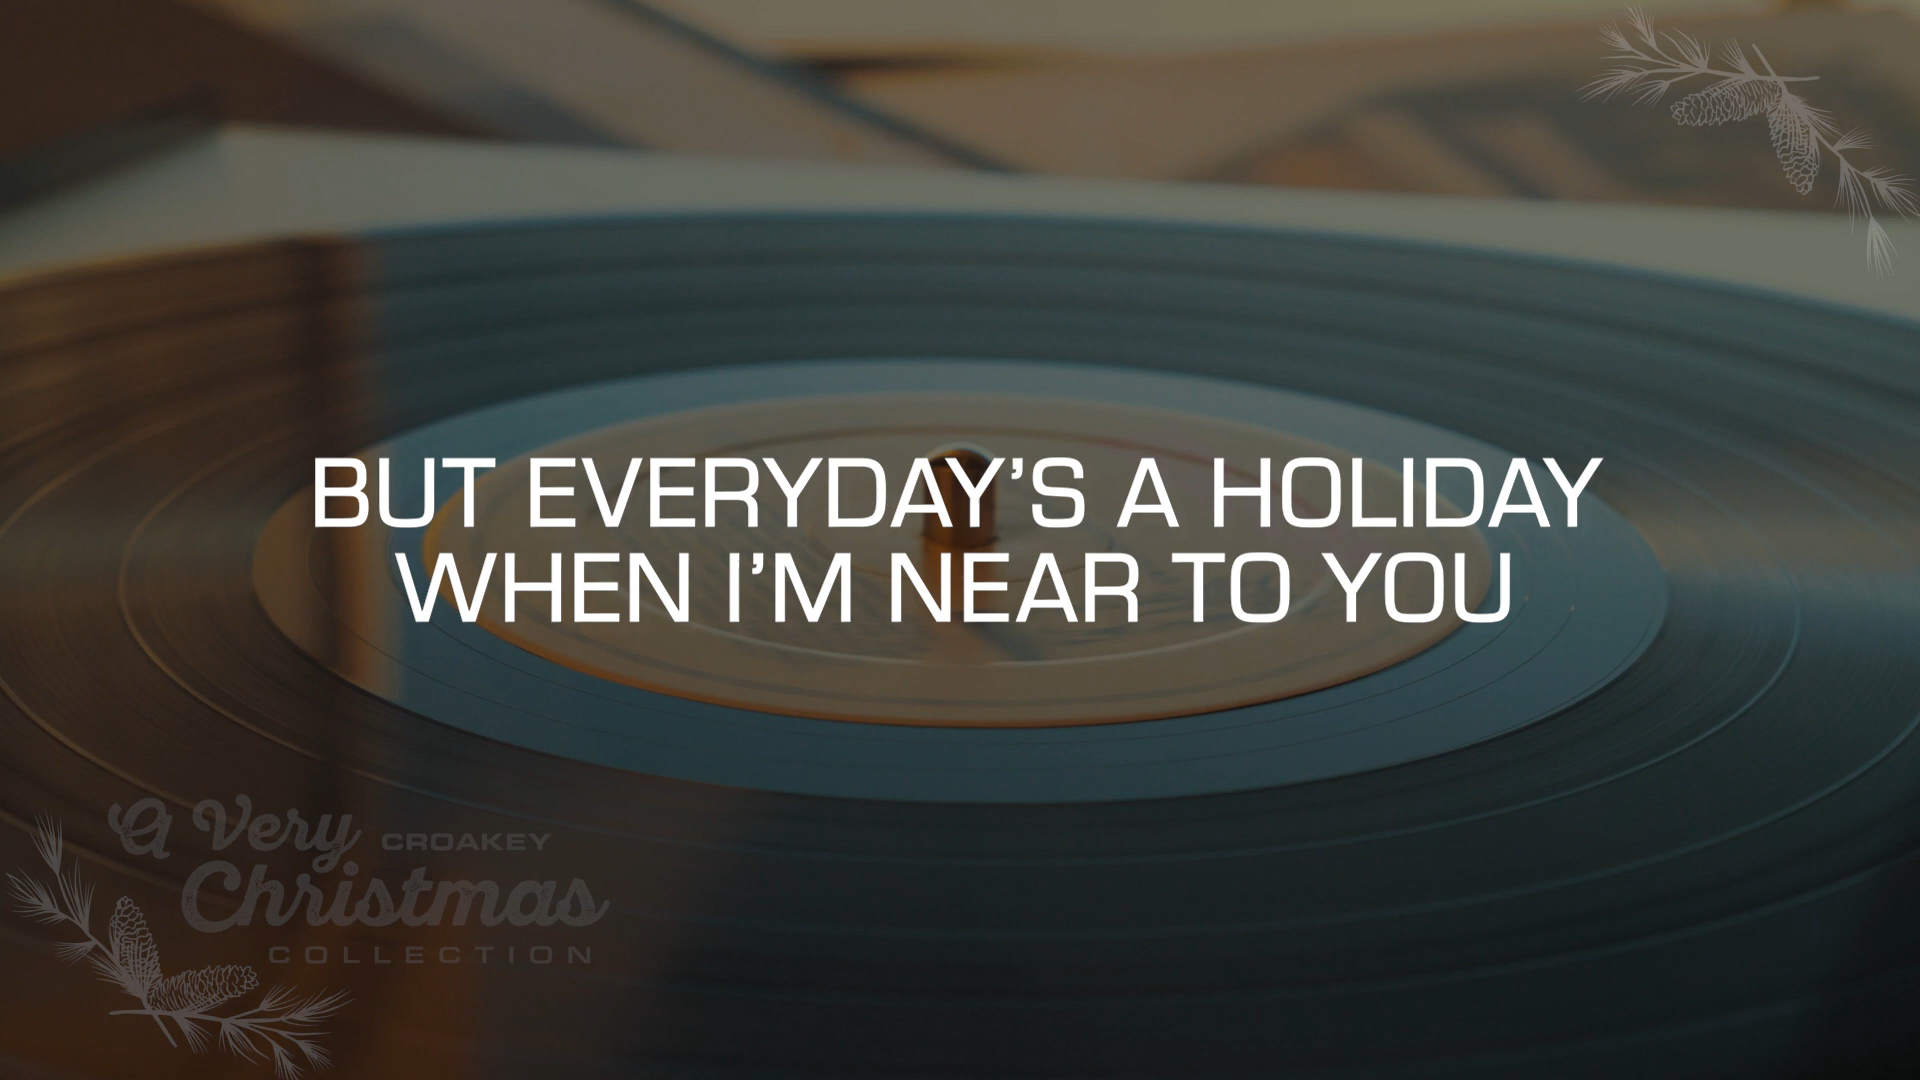 BUT EVERYDAY’S A HOLIDAY
WHEN I’M NEAR TO YOU
A Very CROAKEY
Christmas
COLLECTION